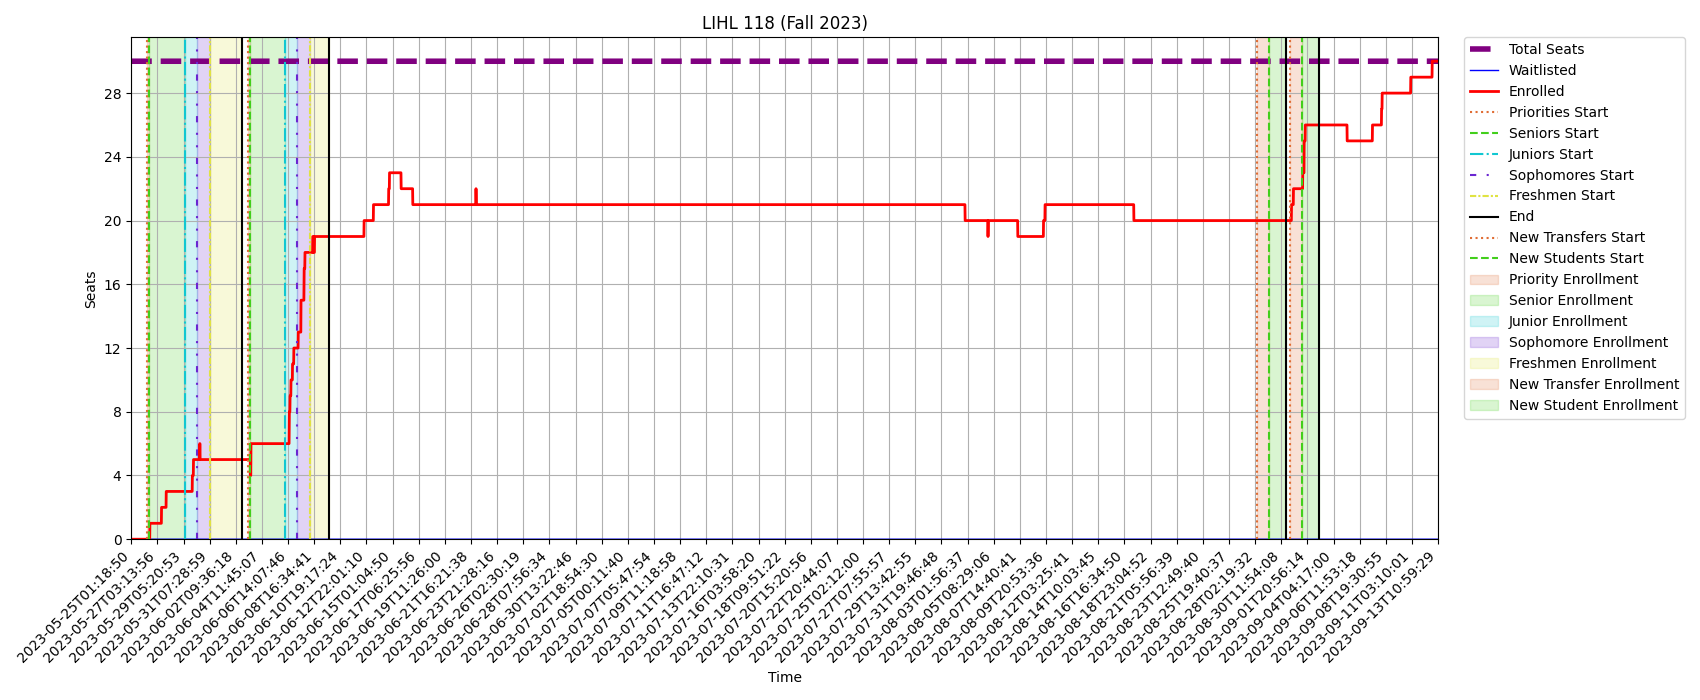 LIHL 118 (Fall 2023)
Total Seats
Waitlisted
Enrolled
Priorities Start
Seniors Start
Juniors Start
Sophomores Start
Freshmen Start
End
New Transfers Start
New Students Start
Priority Enrollment
Senior Enrollment
Junior Enrollment
Sophomore Enrollment
Freshmen Enrollment
New Transfer Enrollment
New Student Enrollment
Seats
28
24
20
16
12
8
4
0
2023-05-25T01:18:50
2023-05-27T03:13:56
2023-05-29T05:20:53
2023-05-31T07:28:59
2023-06-02T09:36:18
2023-06-04T11:45:07
2023-06-06T14:07:46
2023-06-08T16:34:41
2023-06-10T19:17:24
2023-06-12T22:01:10
2023-06-15T01:04:50
2023-06-17T06:25:56
2023-06-19T11:26:00
2023-06-21T16:21:38
2023-06-23T21:28:16
2023-06-26T02:30:19
2023-06-28T07:56:34
2023-06-30T13:22:46
2023-07-02T18:54:30
2023-07-05T00:11:40
2023-07-07T05:47:54
2023-07-09T11:18:58
2023-07-11T16:47:12
2023-07-13T22:10:31
2023-07-16T03:58:20
2023-07-18T09:51:22
2023-07-20T15:20:56
2023-07-22T20:44:07
2023-07-25T02:12:00
2023-07-27T07:55:57
2023-07-29T13:42:55
2023-07-31T19:46:48
2023-08-03T01:56:37
2023-08-05T08:29:06
2023-08-07T14:40:41
2023-08-09T20:53:36
2023-08-12T03:25:41
2023-08-14T10:03:45
2023-08-16T16:34:50
2023-08-18T23:04:52
2023-08-21T05:56:39
2023-08-23T12:49:40
2023-08-25T19:40:37
2023-08-28T02:19:32
2023-08-30T11:54:08
2023-09-01T20:56:14
2023-09-04T04:17:00
2023-09-06T11:53:18
2023-09-08T19:30:55
2023-09-11T03:10:01
2023-09-13T10:59:29
Time